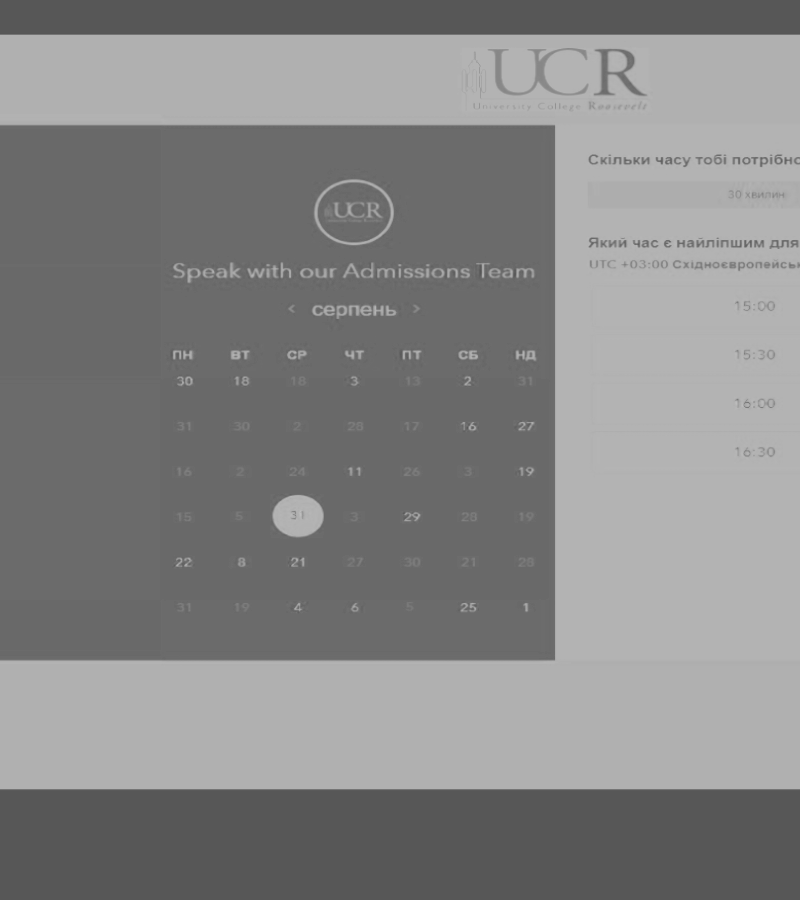 UCR
University College Roosevelt
UCR
Speak with our Admissions Team
< серпень >
ПН ВТ СР ЧТ ПТ СБ НД
30 18 18 3 13 2 31
31 30 2 28 17 16 27
16 2 24 11 26 3 19
15 5 31 3 29 28 19
22 8 21 27 30 21 28
31 19 4 6 5 25 1
Скільки часу тобі потрібно
30 хвилин
Який час є найліпшим для
UTC +03:00 Східноєвропейськ
15:00
15:30
16:00
16:30